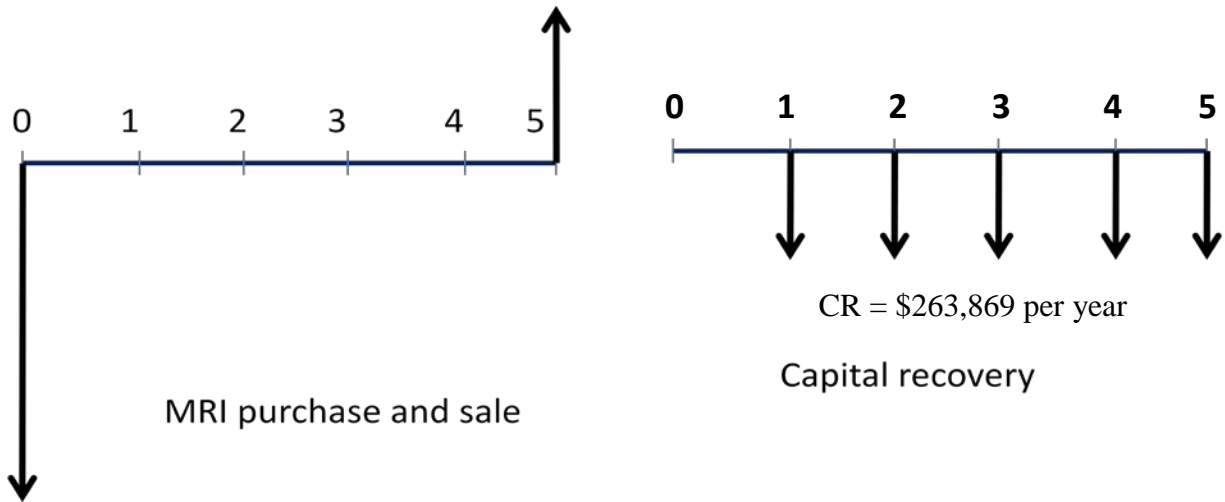 0 1 2 3 4 5
MRI purchase and sale
0 1 2 3 4 5
CR = $263,869 per year
Capital recovery